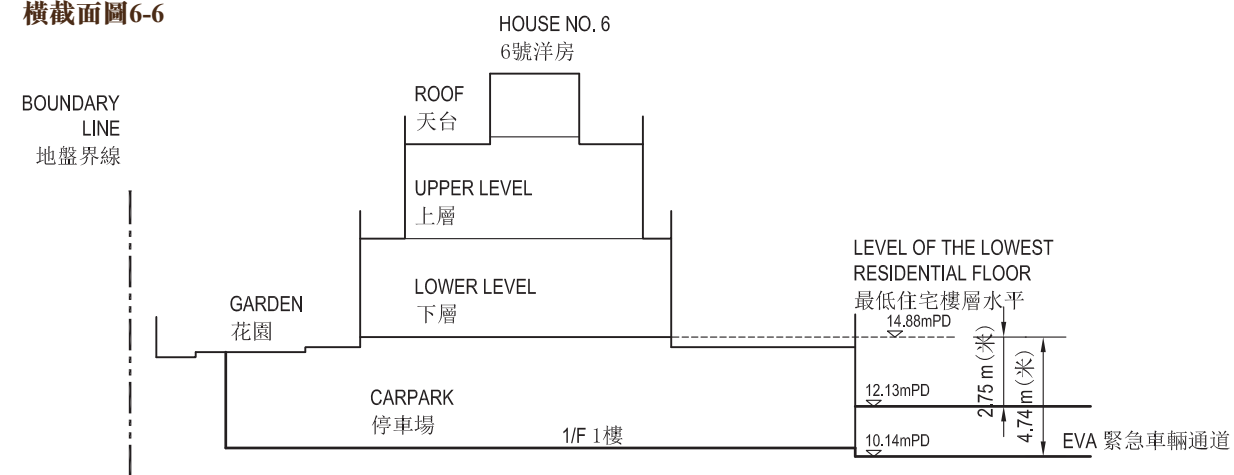 橫截面圖6-6
HOUSE NO. 6
6號洋房
BOUNDARY
LINE
地盤界線
ROOF
天台
UPPER LEVEL
上層
LOWER LEVEL
下層
GARDEN
花園
LEVEL OF THE LOWEST
RESIDENTIAL FLOOR
最低住宅樓層水平
14.88mPD
2.75 m (米)
4.74 m (米)
12.13mPD
CARPARK
停車場
1/F 1樓
10.14mPD
EVA 緊急車輛通道